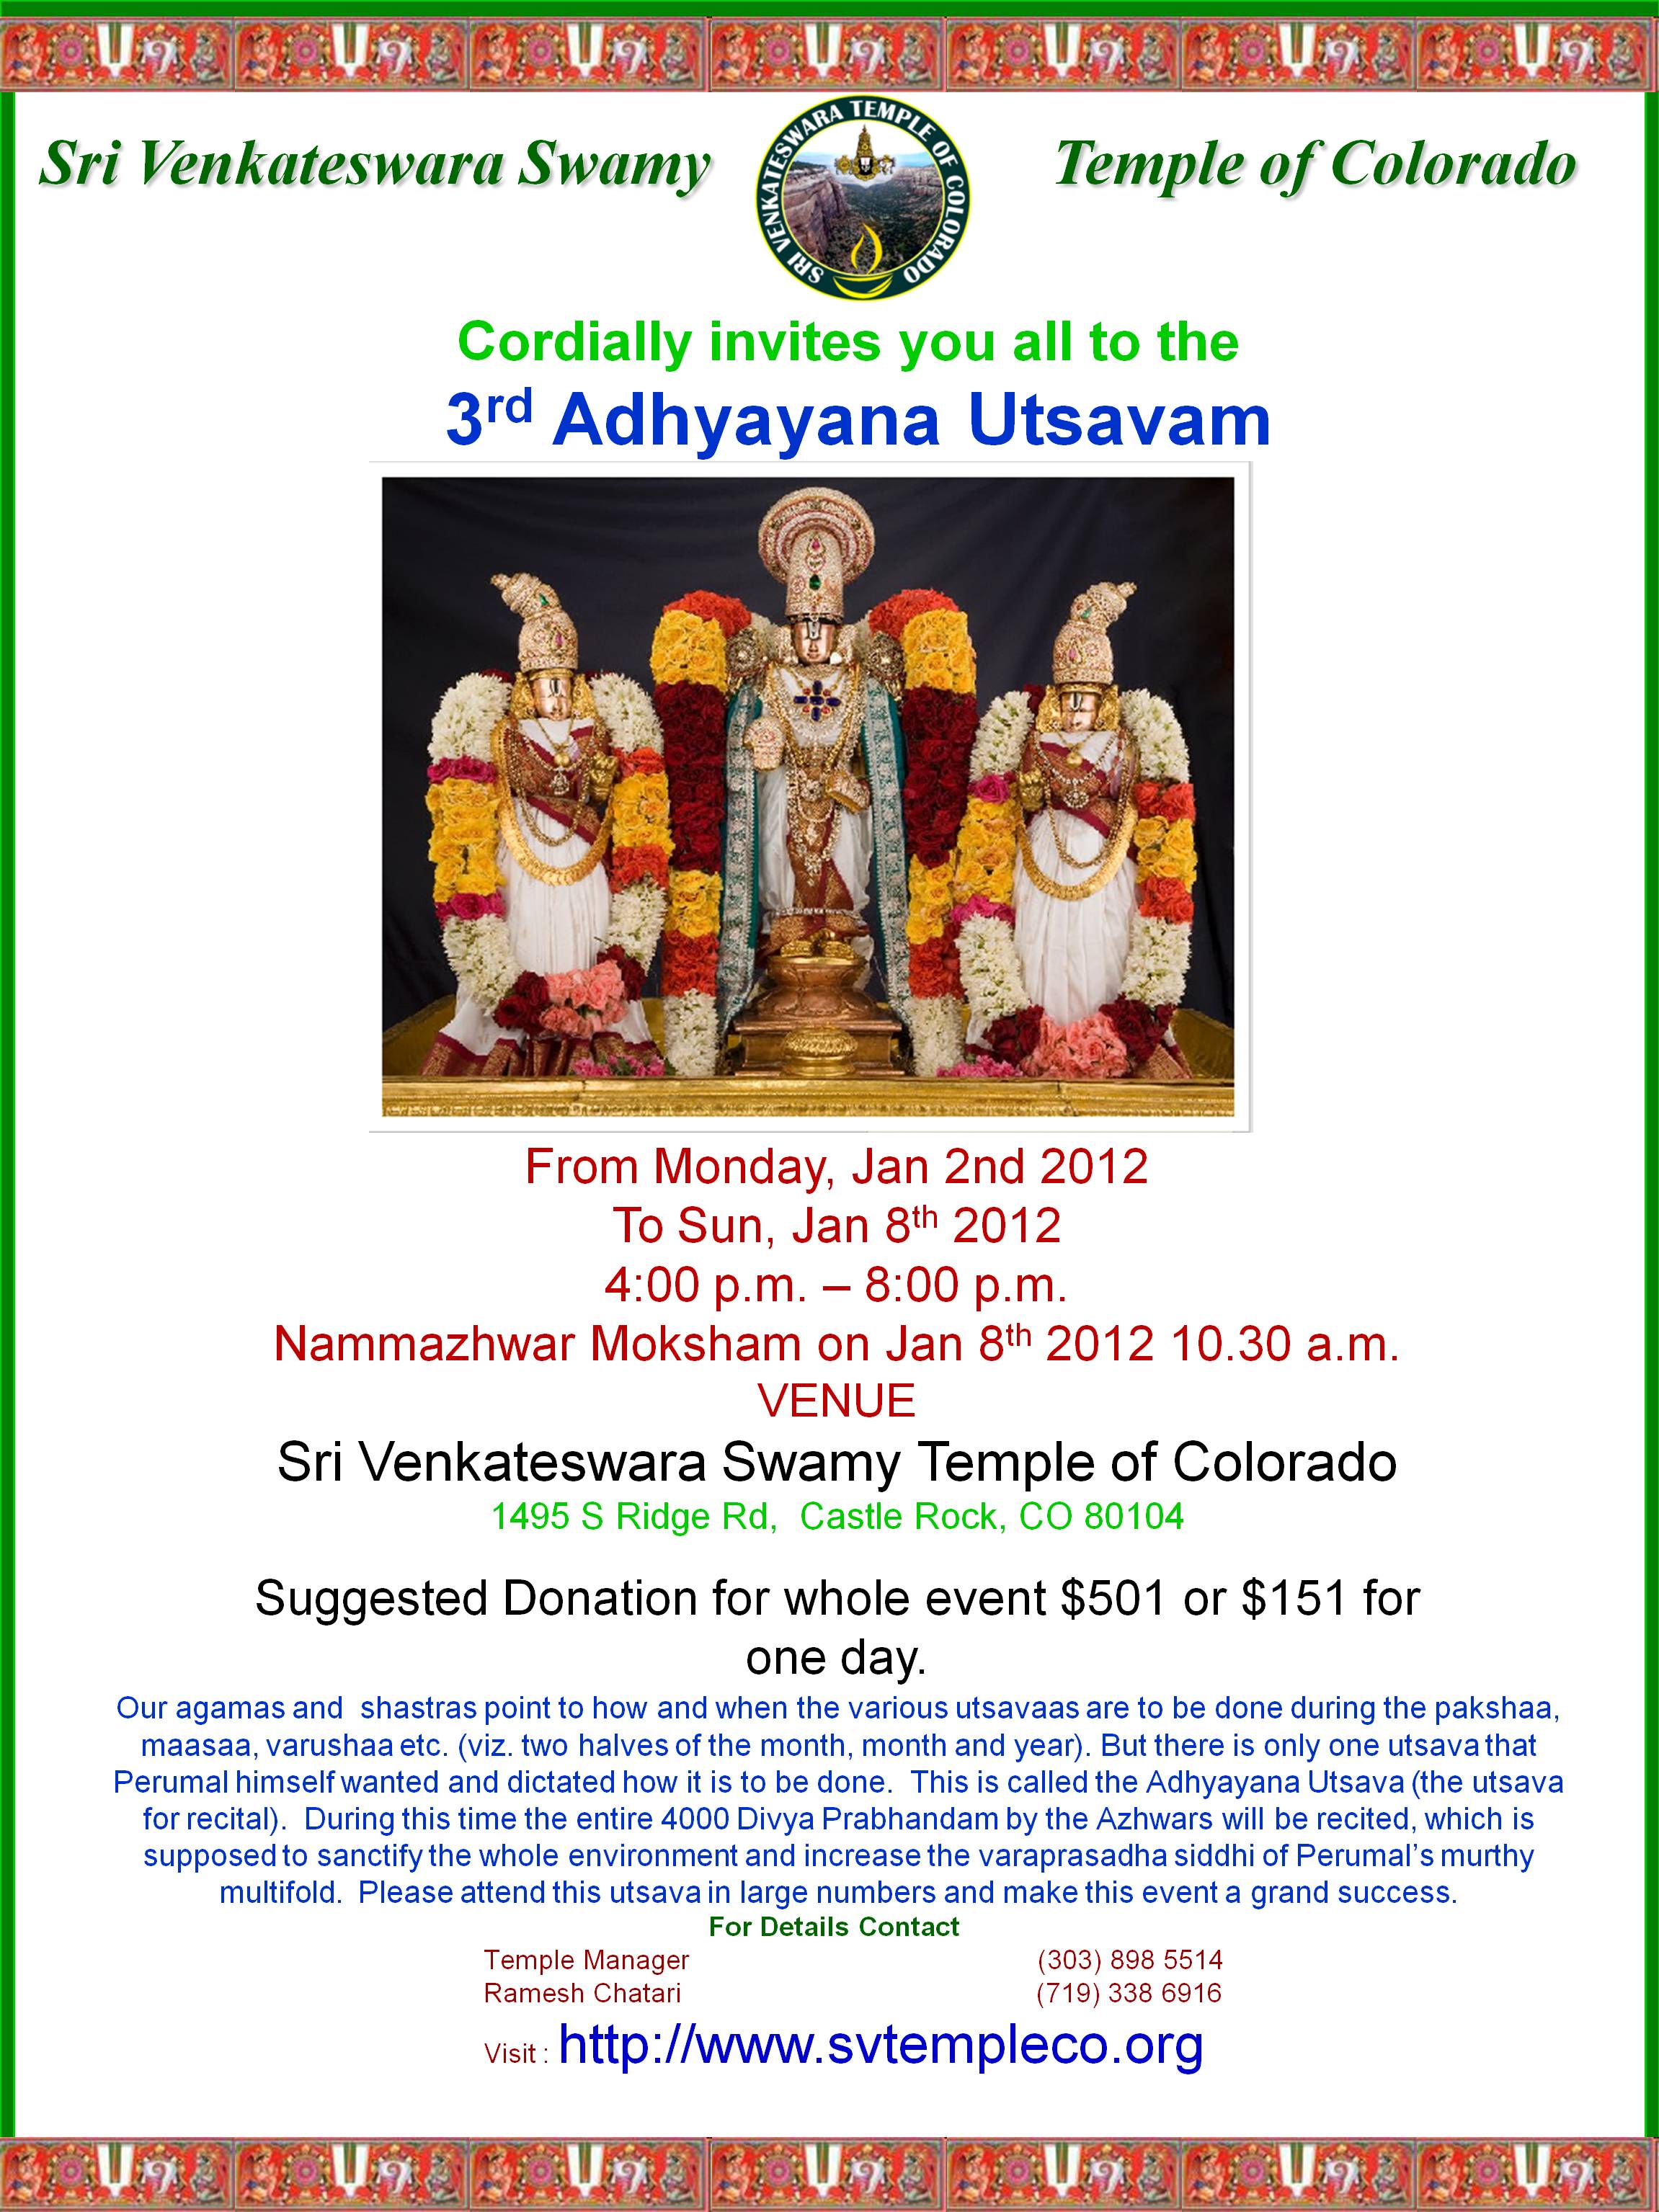 Sri Venkateswara Swamy Temple of Colorado
SRI VENKATESWARA TEMPLE OF COLORADO
Cordially invites you all to the
3rd Adhyayana Utsavam
From Monday, Jan 2nd 2012
To Sun, Jan 8th 2012
4:00 p.m. – 8:00 p.m.
Nammazhwar Moksham on Jan 8th 2012 10.30 a.m.
VENUE
Sri Venkateswara Swamy Temple of Colorado
1495 S Ridge Rd,  Castle Rock, CO 80104
Suggested Donation for whole event $501 or $151 for
one day.
Our agamas and  shastras point to how and when the various utsavaas are to be done during the pakshaa,
maasaa, varushaa etc. (viz. two halves of the month, month and year). But there is only one utsava that
Perumal himself wanted and dictated how it is to be done.  This is called the Adhyayana Utsava (the utsava
for recital).  During this time the entire 4000 Divya Prabhandam by the Azhwars will be recited, which is
supposed to sanctify the whole environment and increase the varaprasadha siddhi of Perumal’s murthy
multifold.  Please attend this utsava in large numbers and make this event a grand success.
For Details Contact
Temple Manager (303) 898 5514
Ramesh Chatari (719) 338 6916
Visit : http://www.svtempleco.org